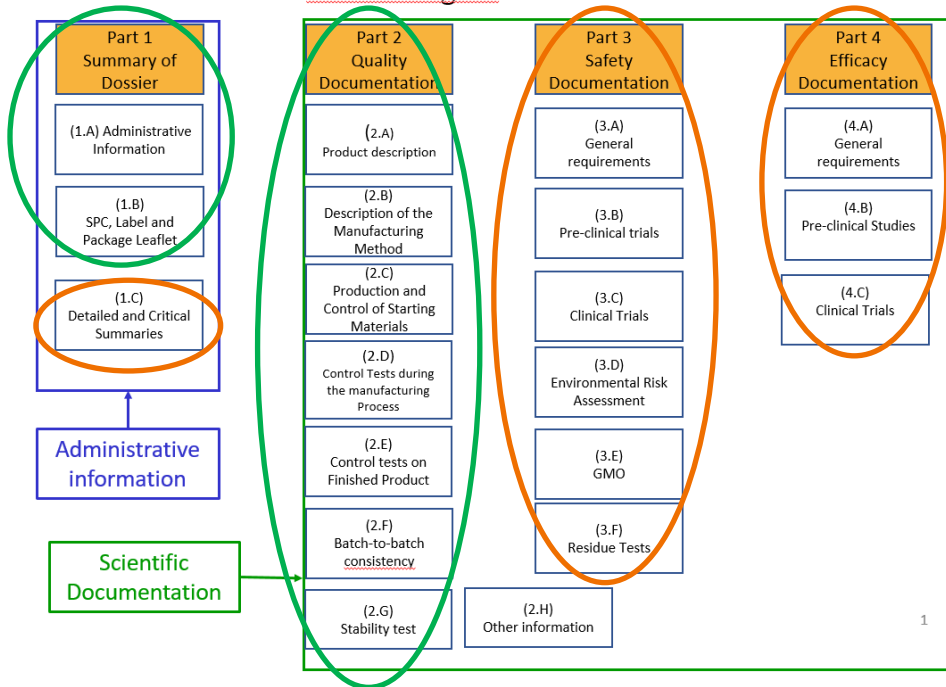 Part 1
Summary of
Dossier
(1.A) Administrative
Information
(1.B)
SPC, Label and
Package Leaflet
(1.C)
Detailed and Critical
Summaries
Administrative
information
Scientific
Documentation
Part 2
Quality
Documentation
(2.A)
Product description
(2.B)
Description of the
Manufacturing
Method
(2.C)
Production and
Control of Starting
Materials
(2.D)
Control Tests during
the manufacturing
Process
(2.E)
Control tests on
Finished Product
(2.F)
Batch-to-batch
consistency
(2.G)
Stability test
(2.H)
Other information
Part 3
Safety
Documentation
(3.A)
General
requirements
(3.B)
Pre-clinical trials
(3.C)
Clinical Trials
(3.D)
Environmental Risk
Assessment
(3.E)
GMO
(3.F)
Residue Tests
Part 4
Efficacy
Documentation
(4.A)
General
requirements
(4.B)
Pre-clinical Studies
(4.C)
Clinical Trials
1